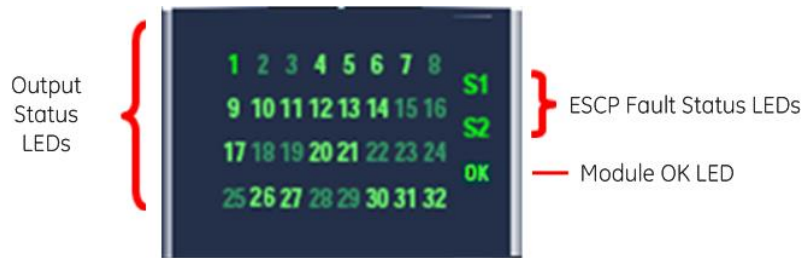 Output
Status
LEDs
1 2 3 4 5 6 7 8
9 10 11 12 13 14 15 16
17 18 19 20 21 22 23 24
25 26 27 28 29 30 31 32
S1
S2
OK
ESCP Fault Status LEDs
Module OK LED